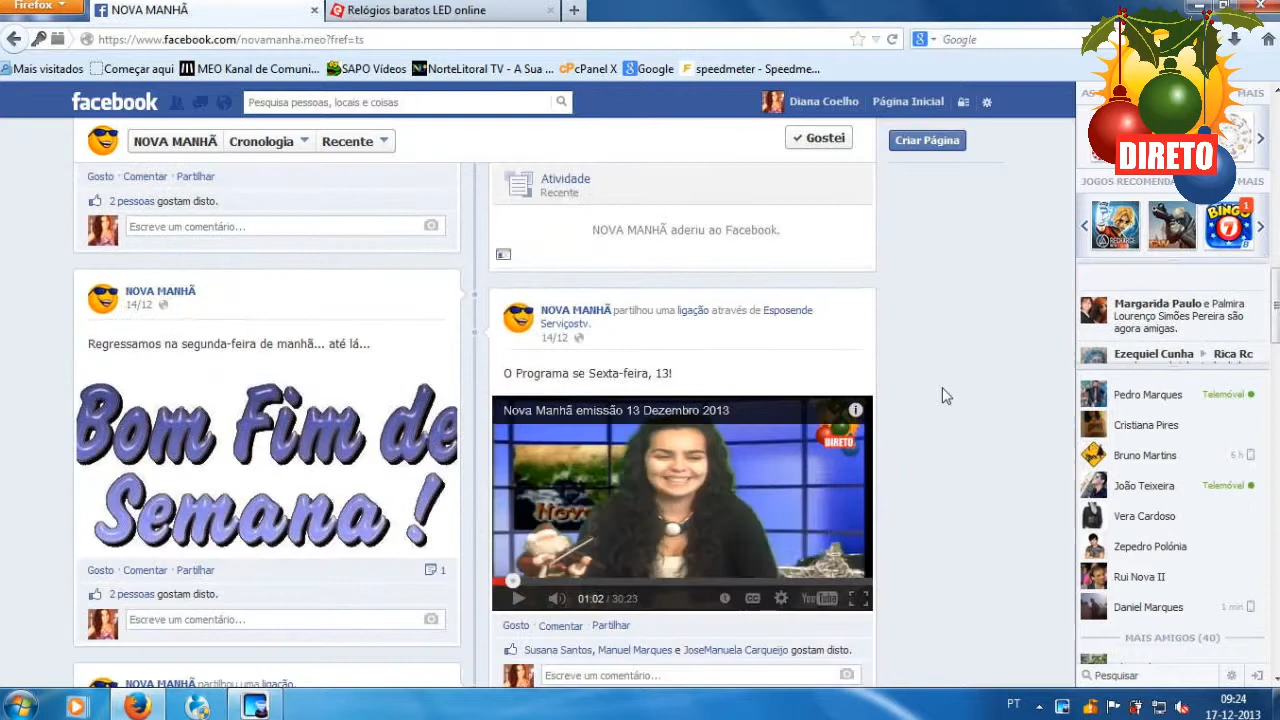 Firefox
NOVA MANHÃ
Relógios baratos LED online
https://www.facebook.com/novamanha.meo?fref=ts
Google
Mais visitados
Começar aqui
MEO Kanal de Comuni...
SAPO Videos
NorteLitoral TV - A Sua ...
cPanel X
Google
speedmeter - Speedme...
facebook
Pesquisa pessoas, locais e coisas
Diana Coelho
Página Inicial
MAIS
DIRETO
NOVA MANHÃ
Cronologia
Recente
Gostei
Criar Página
Gosto · Comentar · Partilhar
2 pessoas gostam disto.
Escreve um comentário...
Atividade
Recente
NOVA MANHÃ aderiu ao Facebook.
NOVA MANHÃ
14/12
Regressamos na segunda-feira de manhã... até lá...
Bom Fim de
Semana !
Gosto · Comentar · Partilhar
1
2 pessoas gostam disto.
Escreve um comentário...
NOVA MANHÃ partilhou uma ligação
NOVA MANHÃ partilhou uma ligação através de Esposende
Serviçostv.
14/12
O Programa se Sexta-feira, 13!
Nova Manhã emissão 13 Dezembro 2013
DIRETO
01:02 / 30:23
CC
YouTube
Gosto · Comentar · Partilhar
Susana Santos, Manuel Marques e JoseManuela Carqueijo gostam disto.
Escreve um comentário...
MAIS
BINGO
7
1
Margarida Paulo e Palmira
Lourenço Simões Pereira são
agora amigas.
Ezequiel Cunha ▸ Rica Rc
Pedro Marques
Telemóvel
Cristiana Pires
Bruno Martins
6 h
João Teixeira
Telemóvel
Vera Cardoso
Zepedro Polónia
Rui Nova II
Daniel Marques
1 min
MAIS AMIGOS (40)
Pesquisar
PT
09:24
17-12-2013